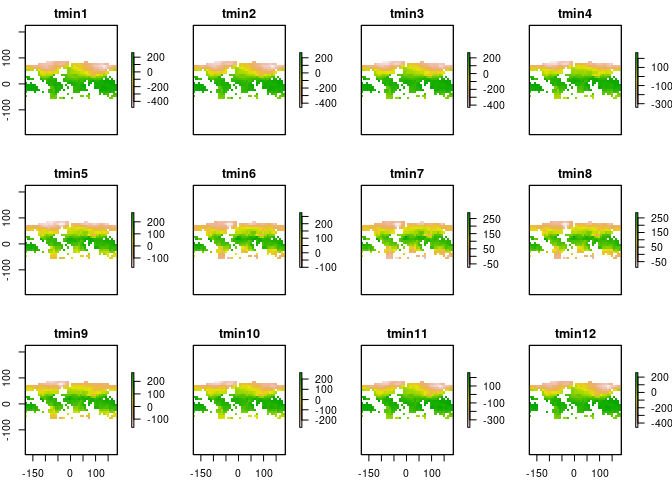 tmin1 tmin2 tmin3 tmin4
100 0 -100
200 0 -200 -400
200 0 -200 -400
200 0 -200 -400
100 0 -100 -300
tmin5 tmin6 tmin7 tmin8
100 0 -100
200 100 0 -100
200 100 0 -100
250 150 50 -50
250 150 50 -50
tmin9 tmin10 tmin11 tmin12
100 0 -100
200 100 0 -100
200 100 0 -100 -200
100 -100 -300
200 0 -200 -400
-150 0 100 -150 0 100 -150 0 100 -150 0 100